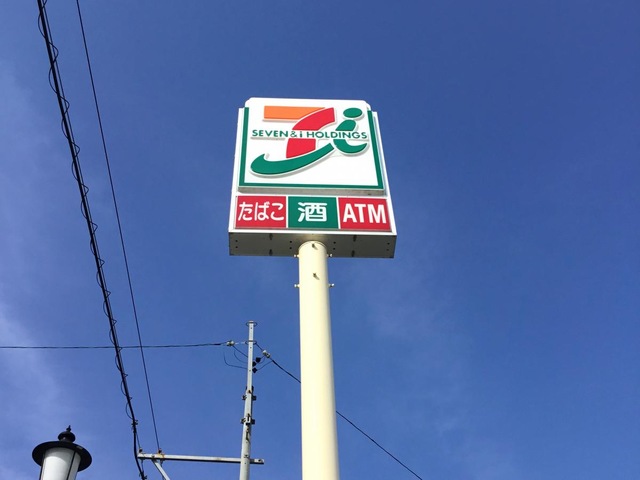 SEVEN & i HOLDINGS
たばこ 酒 ATM